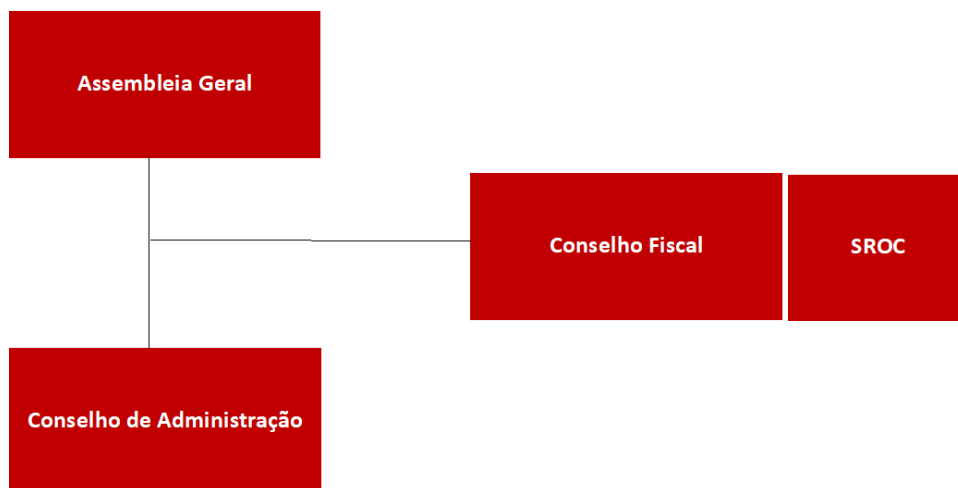 Assembleia Geral
Conselho Fiscal
SROC
Conselho de Administração